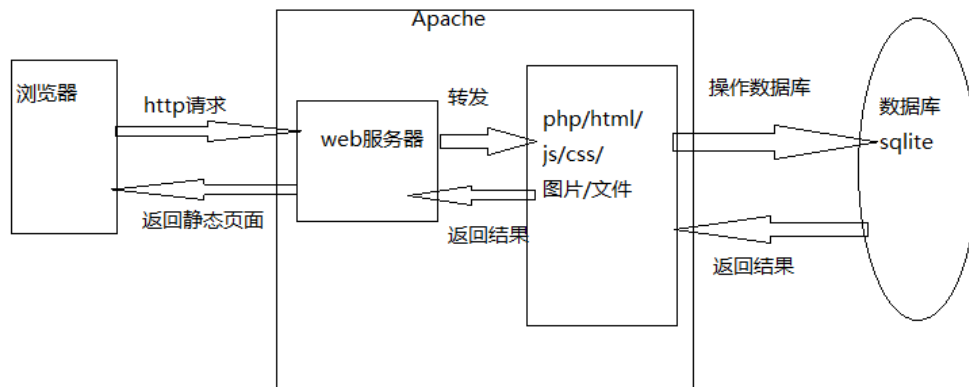 Apache
浏览器
http请求
返回静态页面
web服务器
转发
返回结果
php/html/
js/css/
图片/文件
操作数据库
返回结果
数据库
sqlite